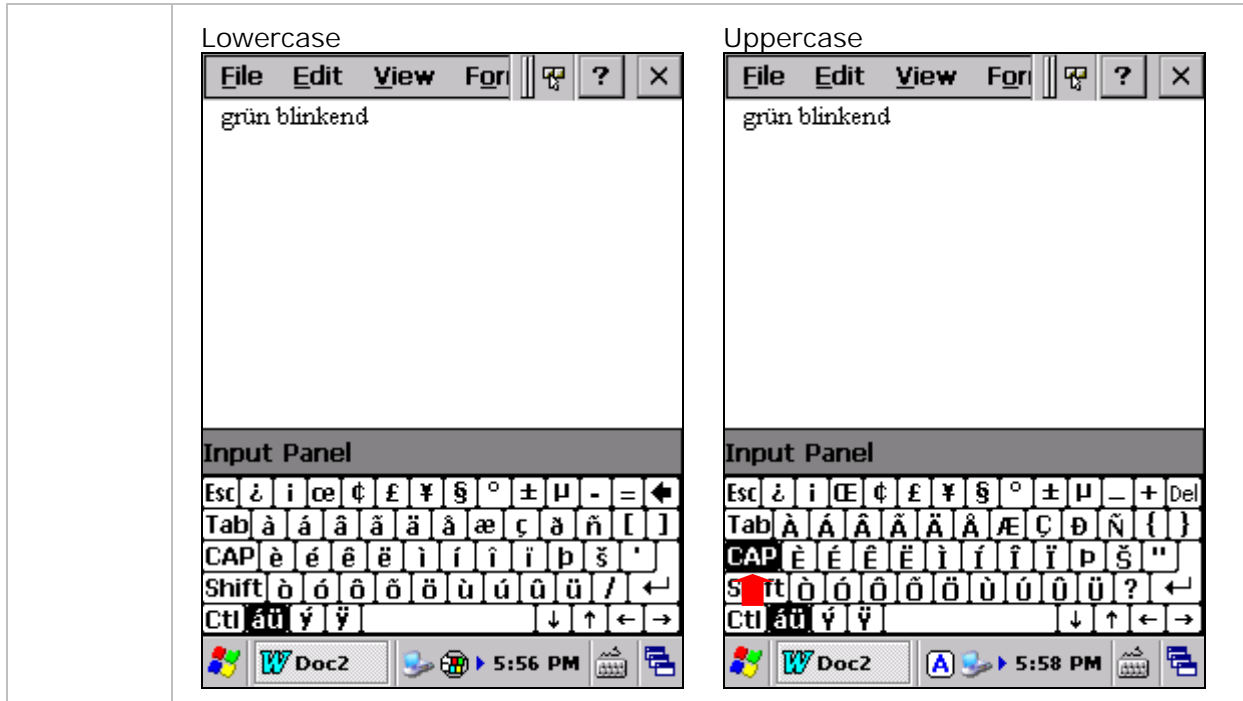 Lowercase
File Edit View For ? ×
grün blinkend
Input Panel
Esc ¿ ¡ œ ¢ £ ¥ § ° ± µ - =
Tab à á â ã ä å æ ç ð ñ [ ]
CAP è é ê ë ì í î ï þ š '
Shift ò ó ô õ ö ù ú û ü / ↵
Ctl áü ý ÿ ↓ ↑ ← →
Doc2 5:56 PM
Uppercase
File Edit View For ? ×
grün blinkend
Input Panel
Esc ¿ ¡ Œ ¢ £ ¥ § ° ± µ _ + Del
Tab À Á Â Ã Ä Å Æ Ç Ð Ñ { }
CAP È É Ê Ë Ì Í Î Ï Þ Š "
Ò Ó Ô Õ Ö Ù Ú Û Ü ? ↵
Ctl áü Ý Ÿ ↓ ↑ ← →
Doc2 A 5:58 PM